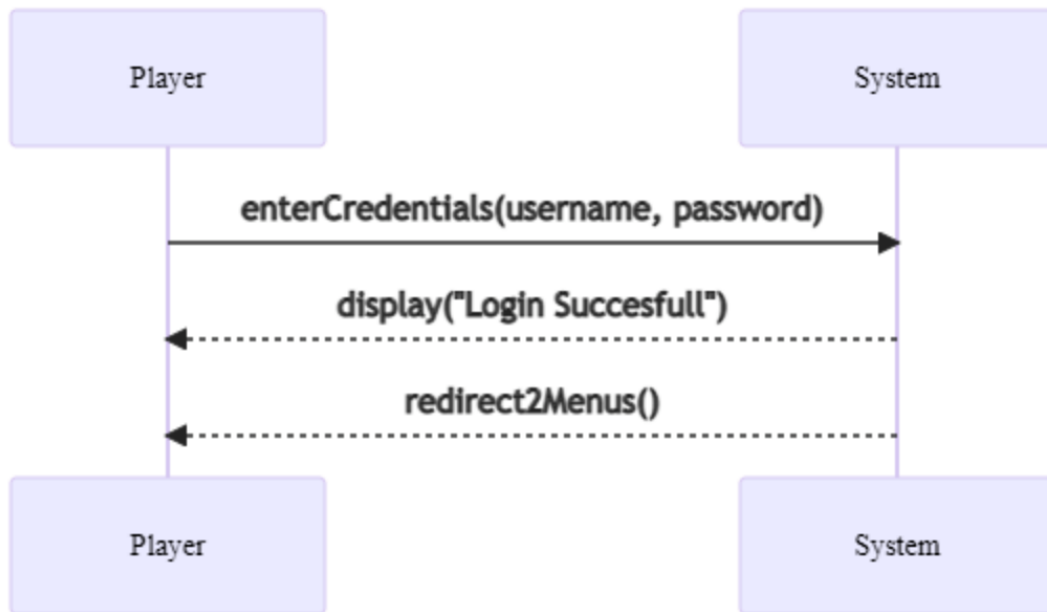 Player
System
enterCredentials(username, password)
display("Login Succesfull")
redirect2Menus()
Player
System